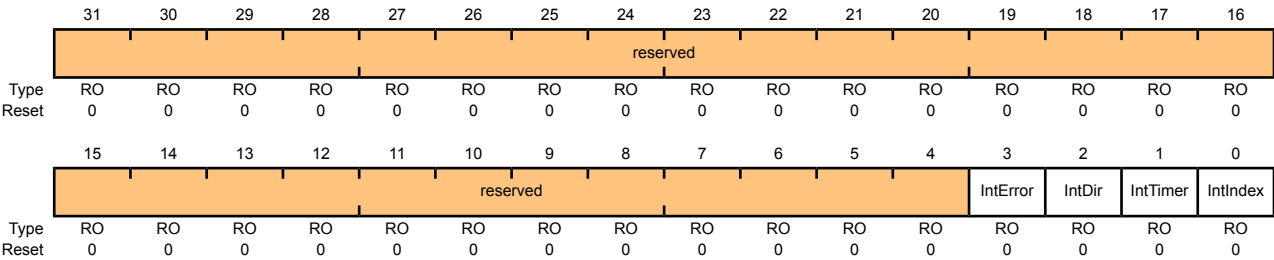 31 30 29 28 27 26 25 24 23 22 21 20 19 18 17 16
reserved
Type RO RO RO RO RO RO RO RO RO RO RO RO RO RO RO RO
Reset 0 0 0 0 0 0 0 0 0 0 0 0 0 0 0 0
15 14 13 12 11 10 9 8 7 6 5 4 3 2 1 0
reserved IntError IntDir IntTimer IntIndex
Type RO RO RO RO RO RO RO RO RO RO RO RO RO RO RO RO
Reset 0 0 0 0 0 0 0 0 0 0 0 0 0 0 0 0